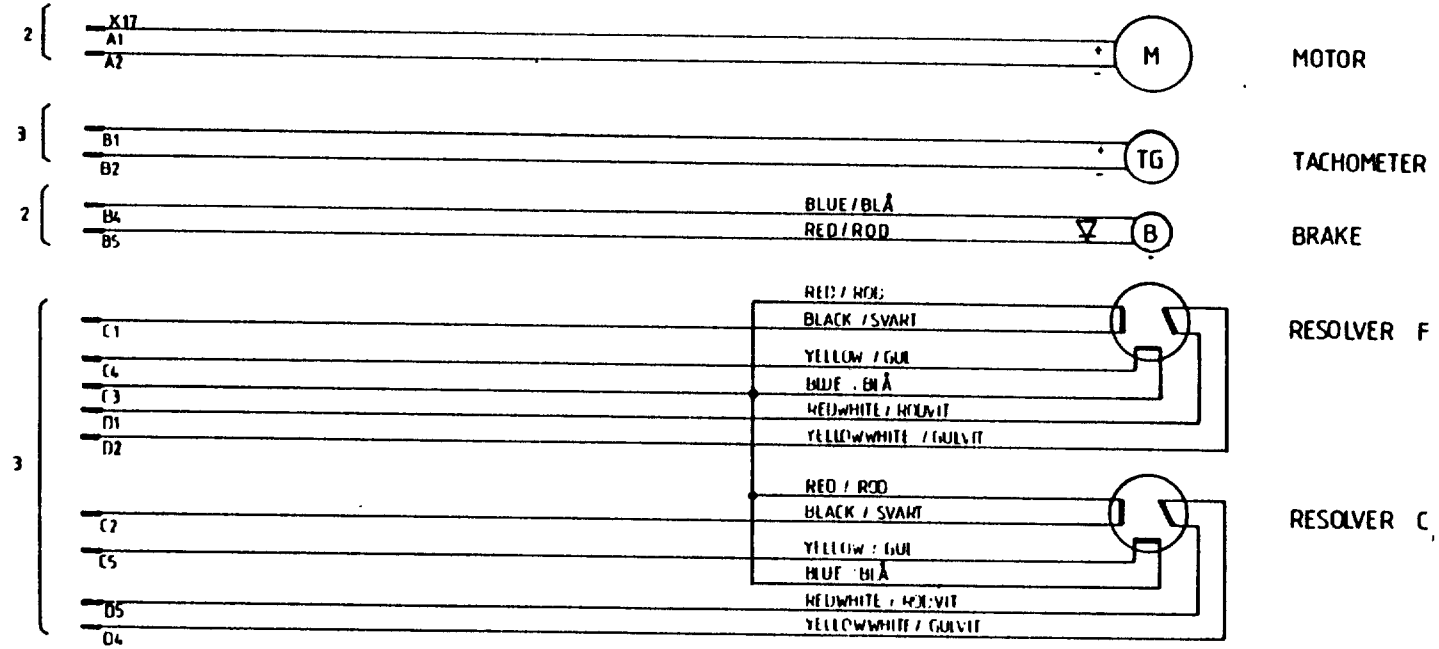 X17
2
A1
A2
+
-
M
MOTOR
3
B1
B2
+
-
TG
TACHOMETER
2
B4
B5
BLUE/BLÅ
RED/ROD
B
BRAKE
3
C1
C4
C3
D1
D2
RED / ROD
BLACK / SVART
YELLOW / GUL
BLUE . BLÅ
REDWHITE / RODVIT
YELLOWWHITE / GULVIT
RESOLVER F
C2
C5
D5
D4
RED / ROD
BLACK / SVART
YELLOW / GUL
BLUE BLÅ
REDWHITE / RODVIT
YELLOWWHITE / GULVIT
RESOLVER C